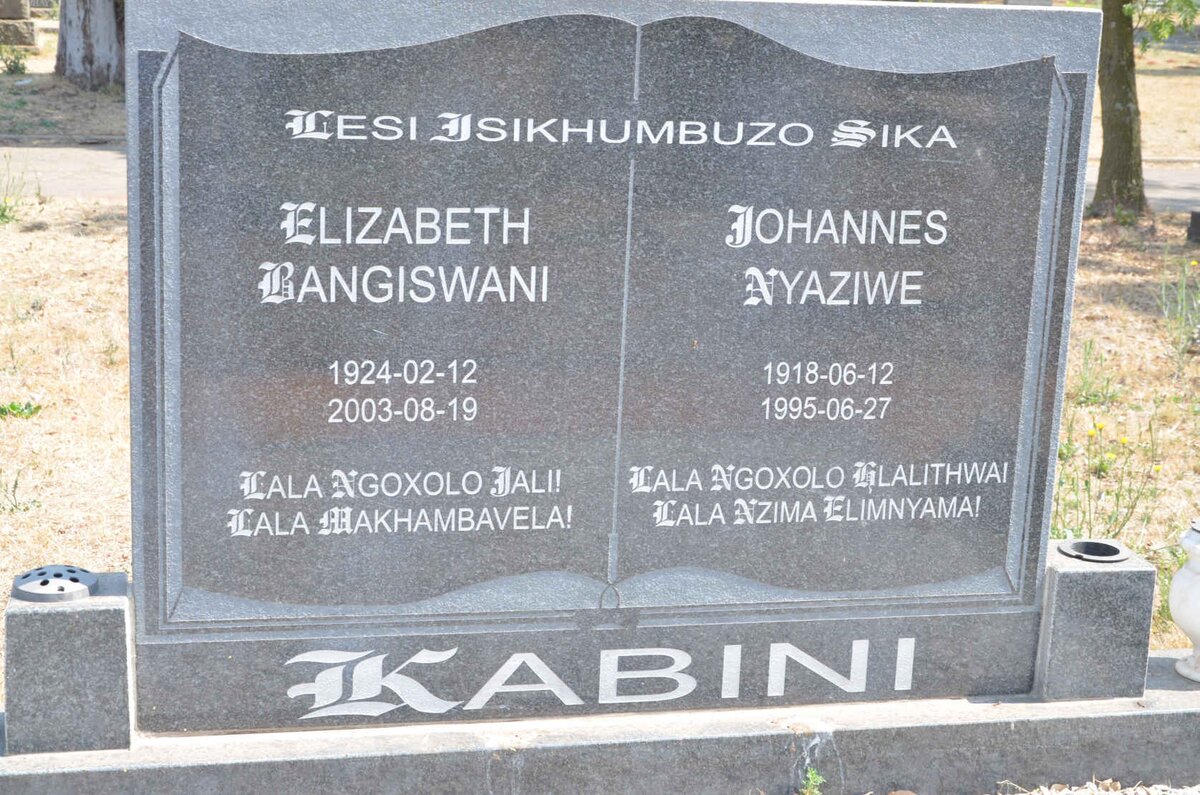 Lesi Isikhumbuzo Sika
Elizabeth
Bangiswani
1924-02-12
2003-08-19
Lala Ngoxolo Jali!
Lala Makhambavela!
Johannes
Nyaziwe
1918-06-12
1995-06-27
Lala Ngoxolo Hlalithwa!
Lala Nzima Elimnyama!
Kabini